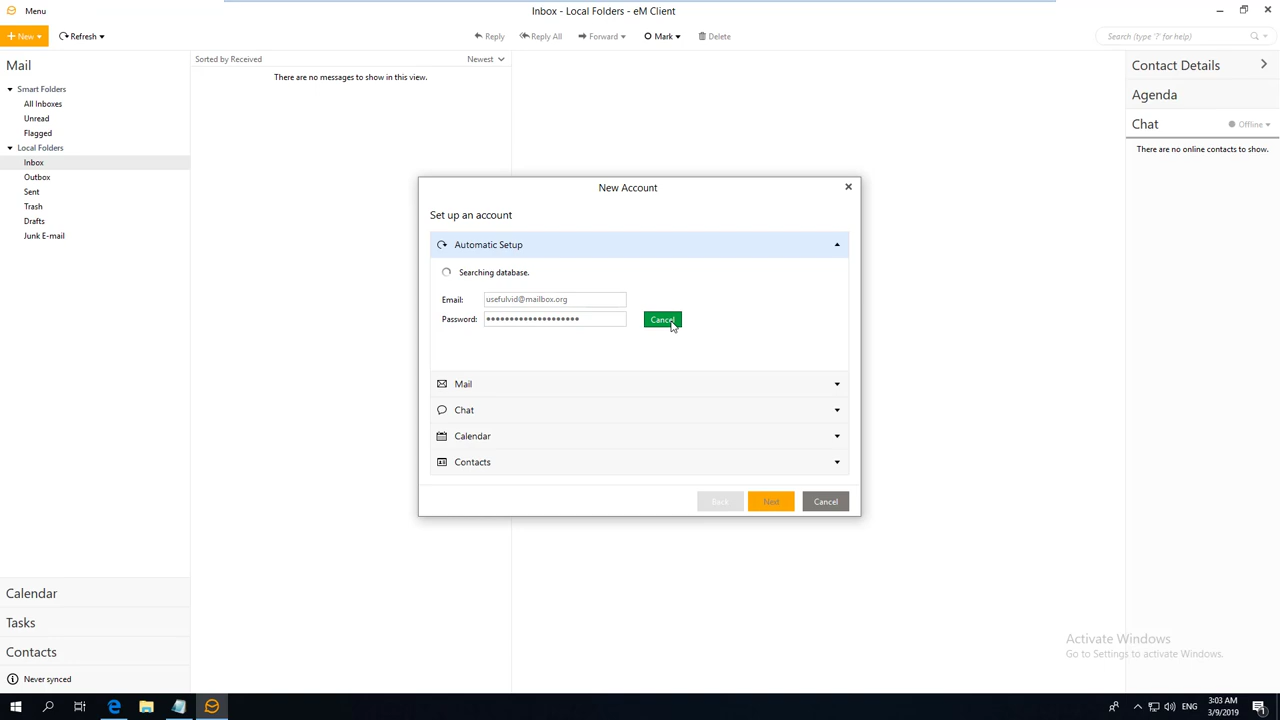 Menu
Inbox - Local Folders - eM Client
New
Refresh
Reply
Reply All
Forward
Mark
Delete
Search (type '?' for help)
Mail
Smart Folders
All Inboxes
Unread
Flagged
Local Folders
Inbox
Outbox
Sent
Trash
Drafts
Junk E-mail
Calendar
Tasks
Contacts
Never synced
Sorted by Received
Newest
There are no messages to show in this view.
New Account
Set up an account
Automatic Setup
Searching database.
Email: usefulvid@mailbox.org
Password: ••••••••••••••••••••
Cancel
Mail
Chat
Calendar
Contacts
Back
Next
Cancel
Contact Details
Agenda
Chat
Offline
There are no online contacts to show.
Activate Windows
Go to Settings to activate Windows.
ENG
3:03 AM
3/9/2019
1